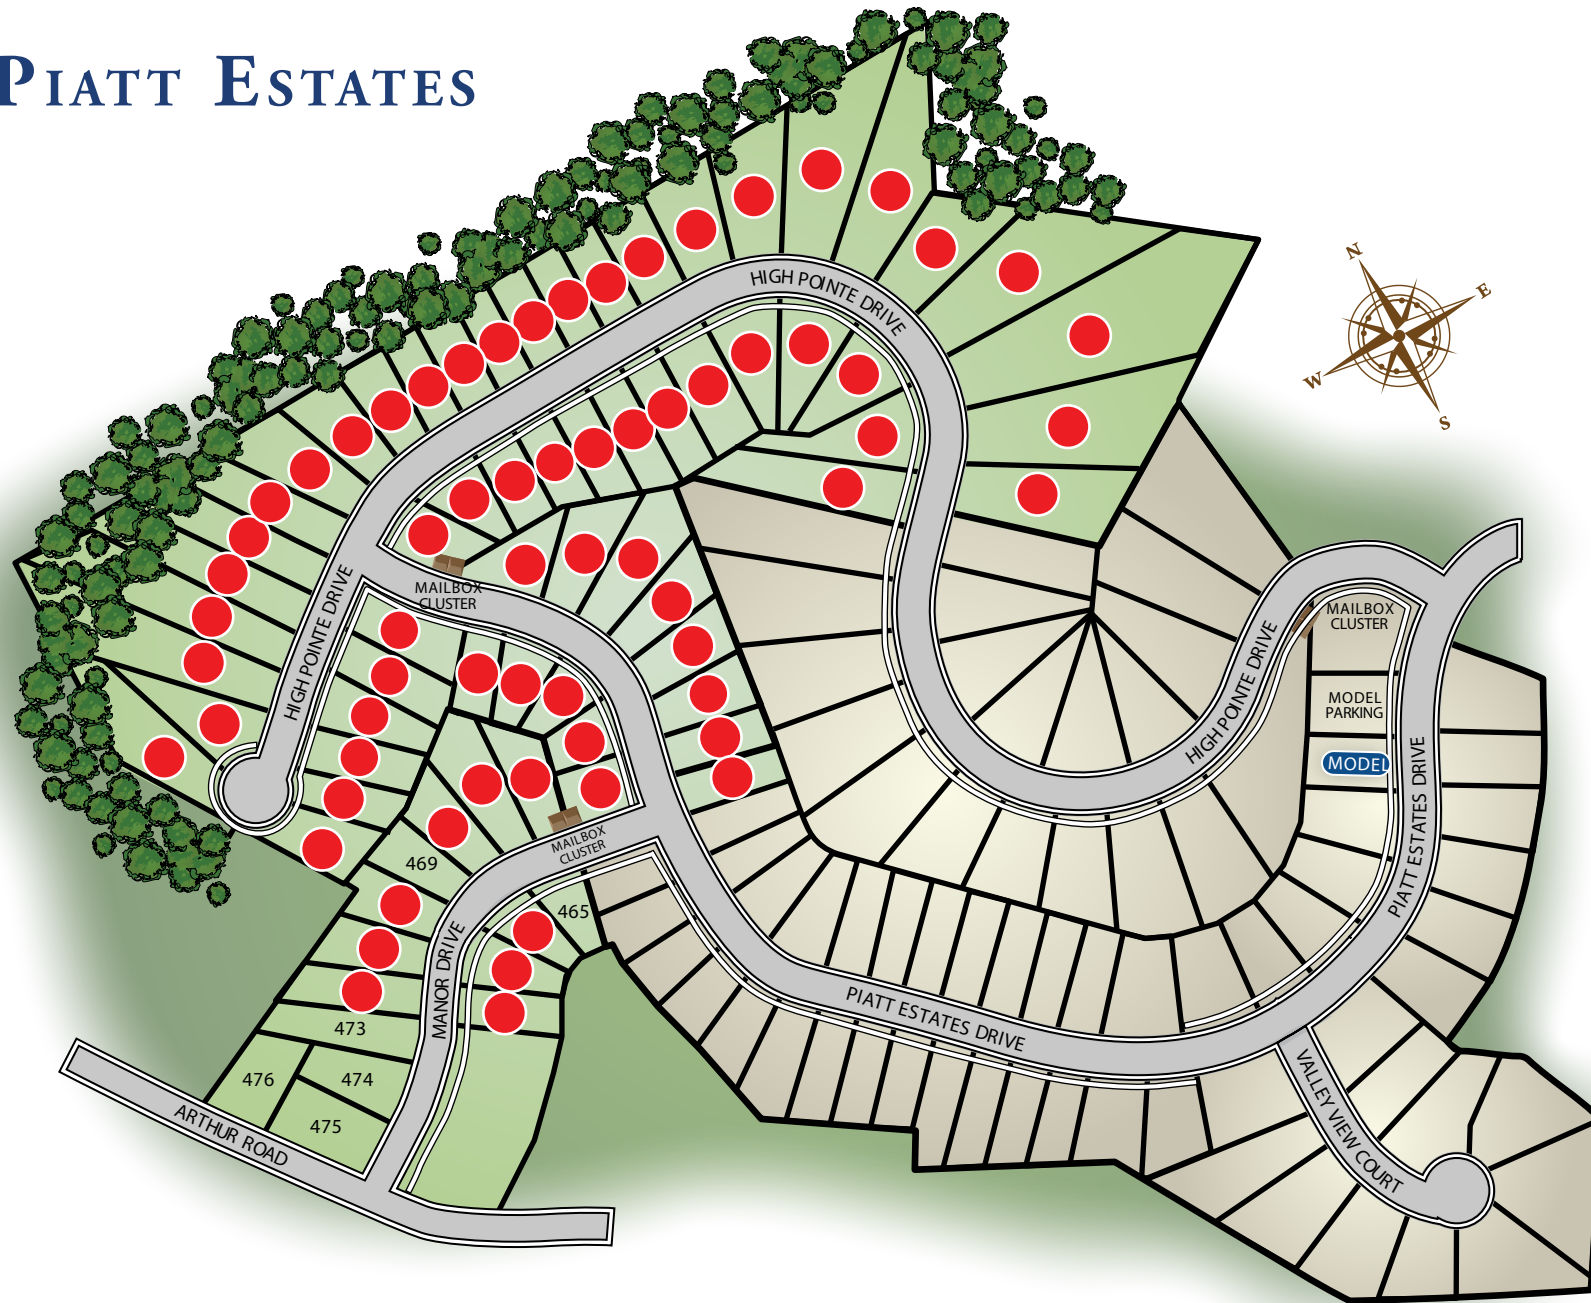 PIATT ESTATES
N
E
W
S
HIGH POINTE DRIVE
MAILBOX
CLUSTER
HIGH POINTE DRIVE
MAILBOX
CLUSTER
HIGH POINTE DRIVE
MODEL
PARKING
MODEL
PIATT ESTATES DRIVE
MAILBOX
CLUSTER
469
465
MANOR DRIVE
PIATT ESTATES DRIVE
473
476
474
475
ARTHUR ROAD
VALLEY VIEW COURT